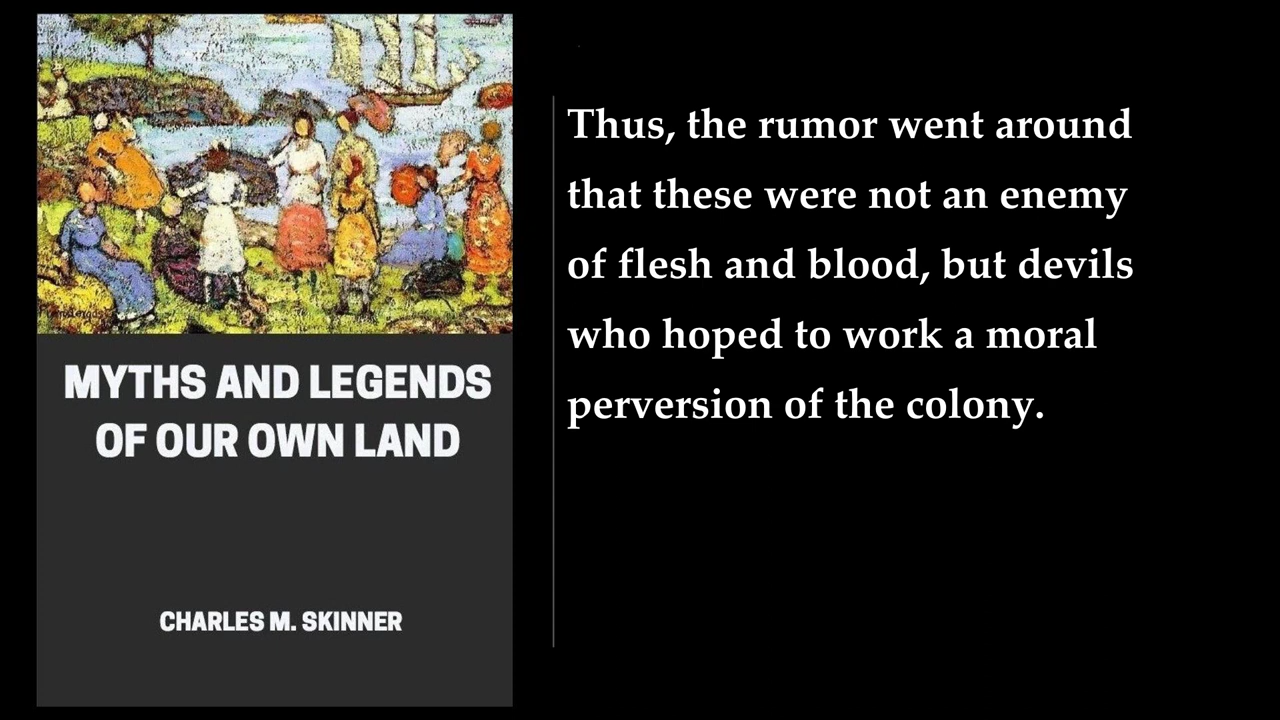 MYTHS AND LEGENDS
OF OUR OWN LAND
CHARLES M. SKINNER
Thus, the rumor went around
that these were not an enemy
of flesh and blood, but devils
who hoped to work a moral
perversion of the colony.